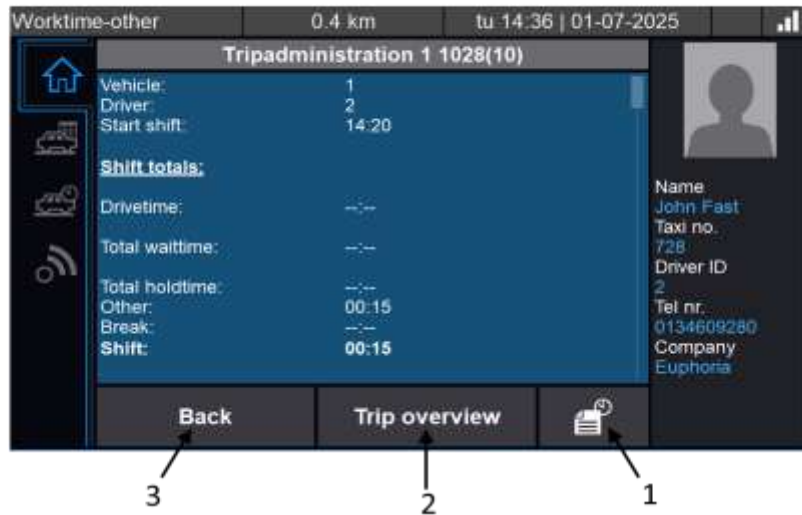 Worktime-other 0.4 km tu 14:36 | 01-07-2025
Tripadministration 1 1028(10)
Vehicle: 1
Driver: 2
Start shift: 14:20
Shift totals:
Drivetime: --:--
Total waittime: --:--
Total holdtime: --:--
Other: 00:15
Break: --:--
Shift: 00:15
Name
John Fast
Taxi no.
728
Driver ID
2
Tel nr.
0134609280
Company
Euphoria
Back Trip overview
3 2 1